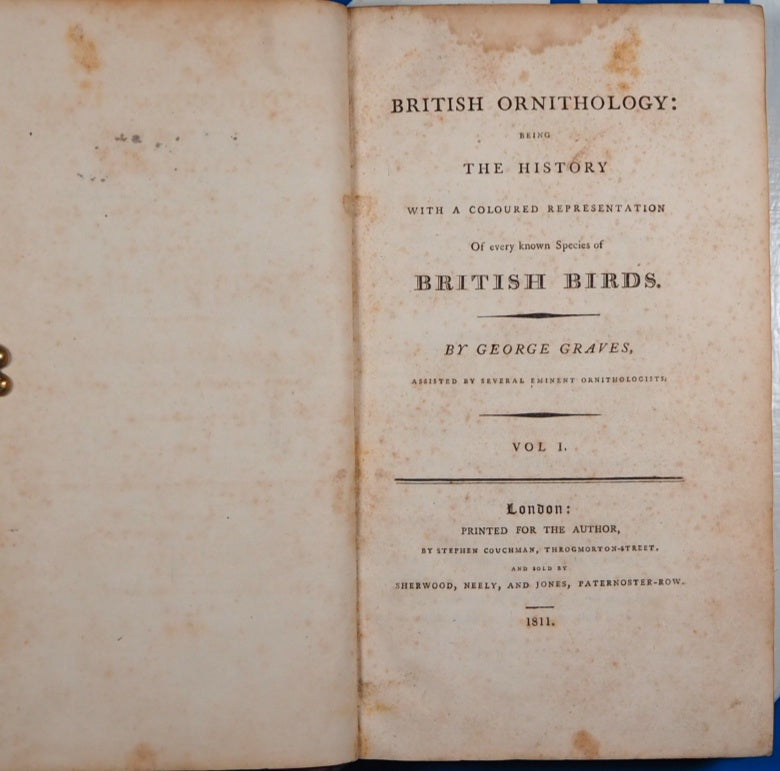 BRITISH ORNITHOLOGY:
BEING
THE HISTORY
WITH A COLOURED REPRESENTATION
Of every known Species of
BRITISH BIRDS.
BY GEORGE GRAVES,
ASSISTED BY SEVERAL EMINENT ORNITHOLOGISTS.
VOL I.
London:
PRINTED FOR THE AUTHOR,
BY STEPHEN COUCHMAN, THROGMORTON-STREET,
AND SOLD BY
SHERWOOD, NEELY, AND JONES, PATERNOSTER-ROW.
1811.